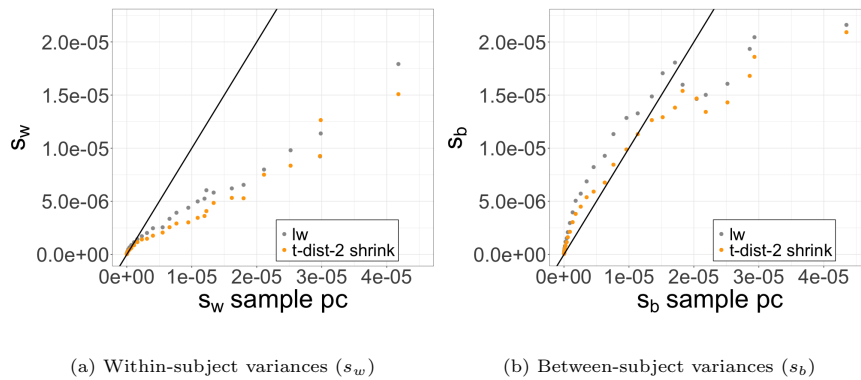 2.0e-05
1.5e-05
1.0e-05
5.0e-06
0.0e+00
s_w
lw
t-dist-2 shrink
0e+00 1e-05 2e-05 3e-05 4e-05
s_w sample pc
(a) Within-subject variances (s_w)
2.0e-05
1.5e-05
1.0e-05
5.0e-06
0.0e+00
s_b
lw
t-dist-2 shrink
0e+00 1e-05 2e-05 3e-05 4e-05
s_b sample pc
(b) Between-subject variances (s_b)